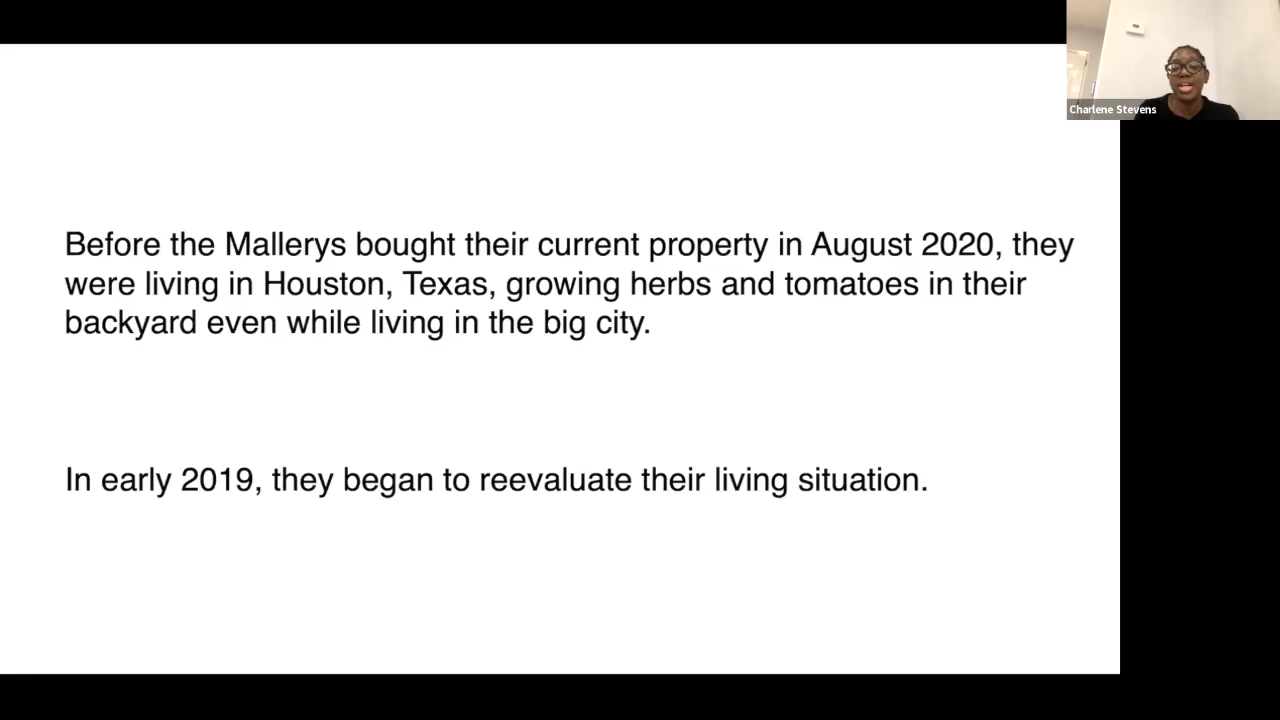 Charlene Stevens
Before the Mallerys bought their current property in August 2020, they
were living in Houston, Texas, growing herbs and tomatoes in their
backyard even while living in the big city.
In early 2019, they began to reevaluate their living situation.